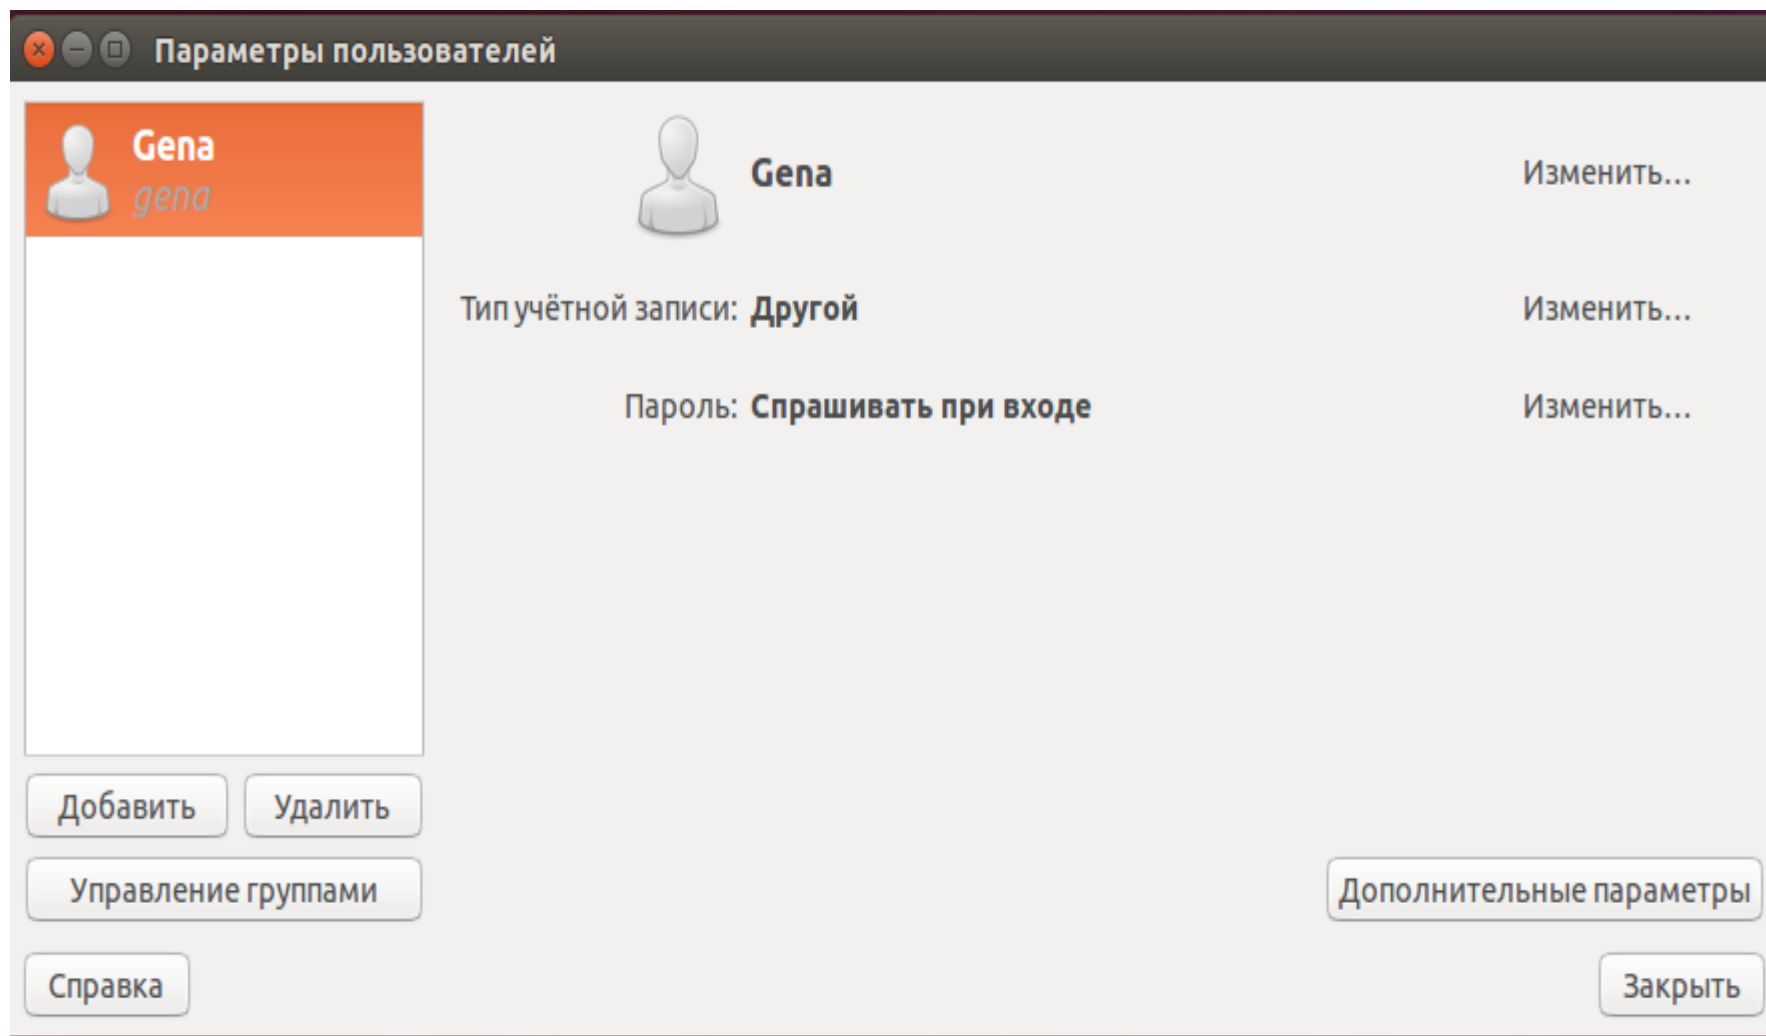 Параметры пользователей
Gena
gena
Gena
Изменить...
Тип учётной записи: Другой
Изменить...
Пароль: Спрашивать при входе
Изменить...
Добавить
Удалить
Управление группами
Дополнительные параметры
Справка
Закрыть